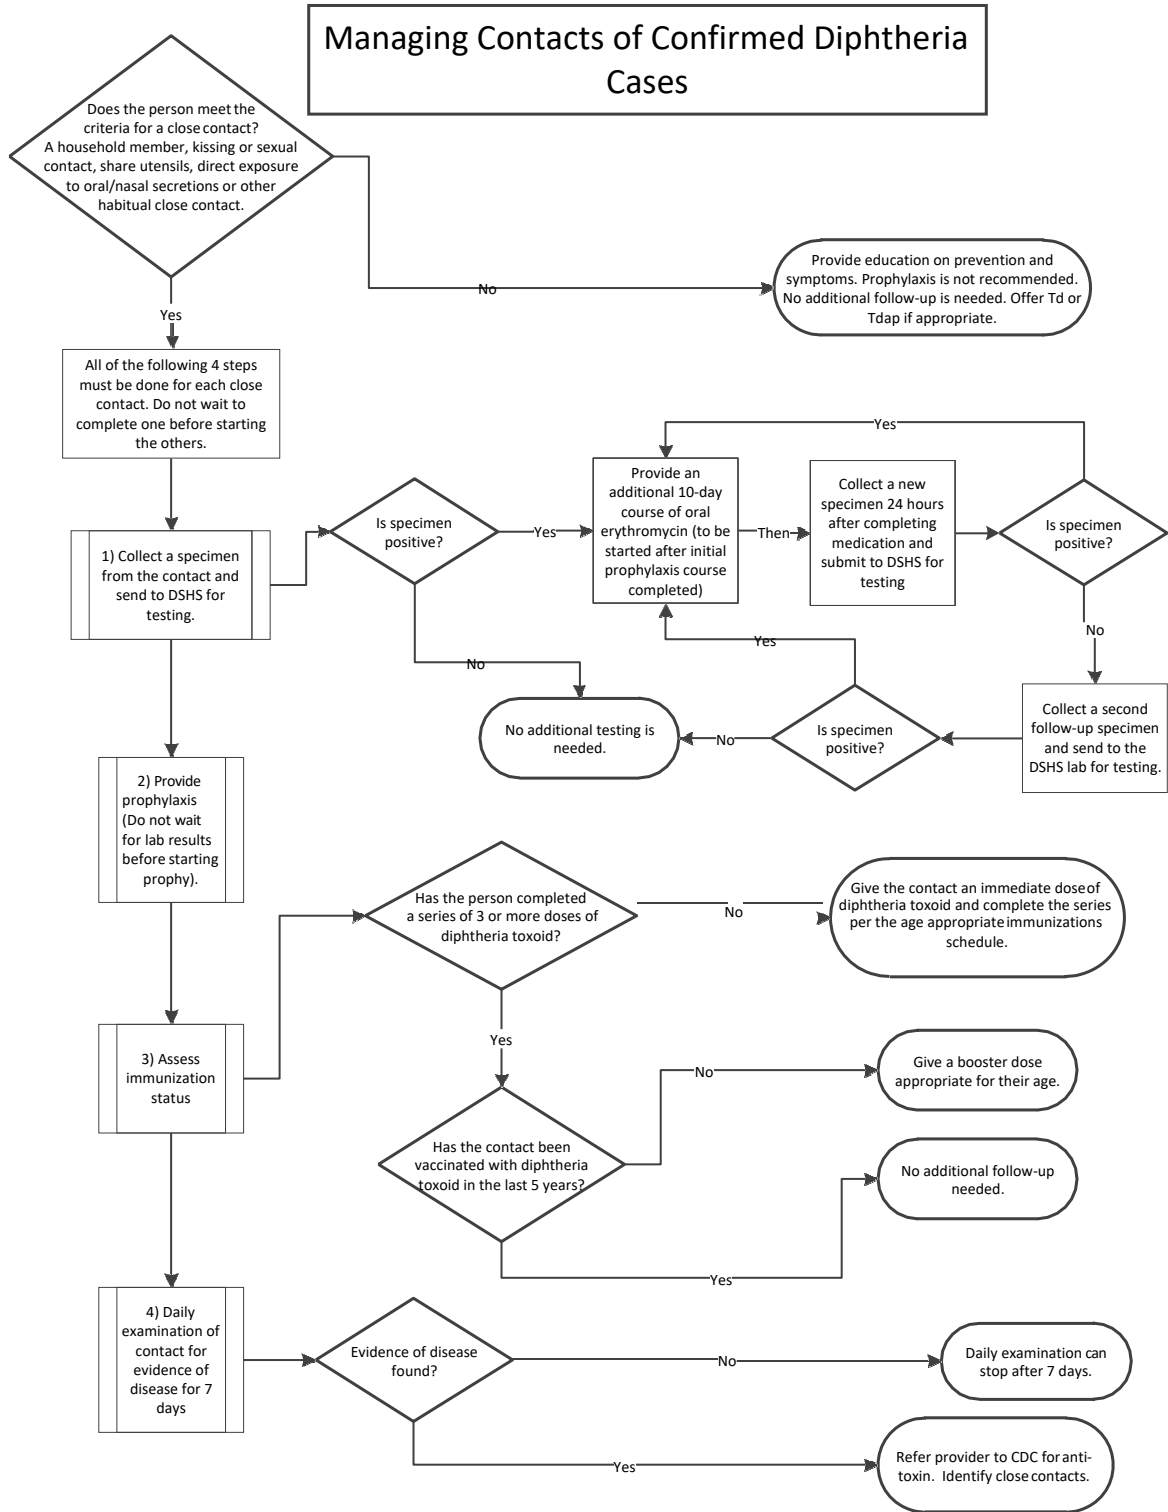 Managing Contacts of Confirmed Diphtheria
Cases
Does the person meet the
criteria for a close contact?
A household member, kissing or sexual
contact, share utensils, direct exposure
to oral/nasal secretions or other
habitual close contact.
No
Provide education on prevention and
symptoms. Prophylaxis is not recommended.
No additional follow-up is needed. Offer Td or
Tdap if appropriate.
Yes
All of the following 4 steps
must be done for each close
contact. Do not wait to
complete one before starting
the others.
1) Collect a specimen
from the contact and
send to DSHS for
testing.
Is specimen
positive?
Yes
Provide an
additional 10-day
course of oral
erythromycin (to be
started after initial
prophylaxis course
completed)
Then
Collect a new
specimen 24 hours
after completing
medication and
submit to DSHS for
testing
Is specimen
positive?
Yes
No
Collect a second
follow-up specimen
and send to the
DSHS lab for testing.
Is specimen
positive?
Yes
No
No
No additional testing is
needed.
2) Provide
prophylaxis
(Do not wait
for lab results
before starting
prophy).
3) Assess
immunization
status
Has the person completed
a series of 3 or more doses of
diphtheria toxoid?
No
Give the contact an immediate dose of
diphtheria toxoid and complete the series
per the age appropriate immunizations
schedule.
Yes
Has the contact been
vaccinated with diphtheria
toxoid in the last 5 years?
No
Give a booster dose
appropriate for their age.
Yes
No additional follow-up
needed.
4) Daily
examination of
contact for
evidence of
disease for 7
days
Evidence of disease
found?
No
Daily examination can
stop after 7 days.
Yes
Refer provider to CDC for anti-
toxin.  Identify close contacts.